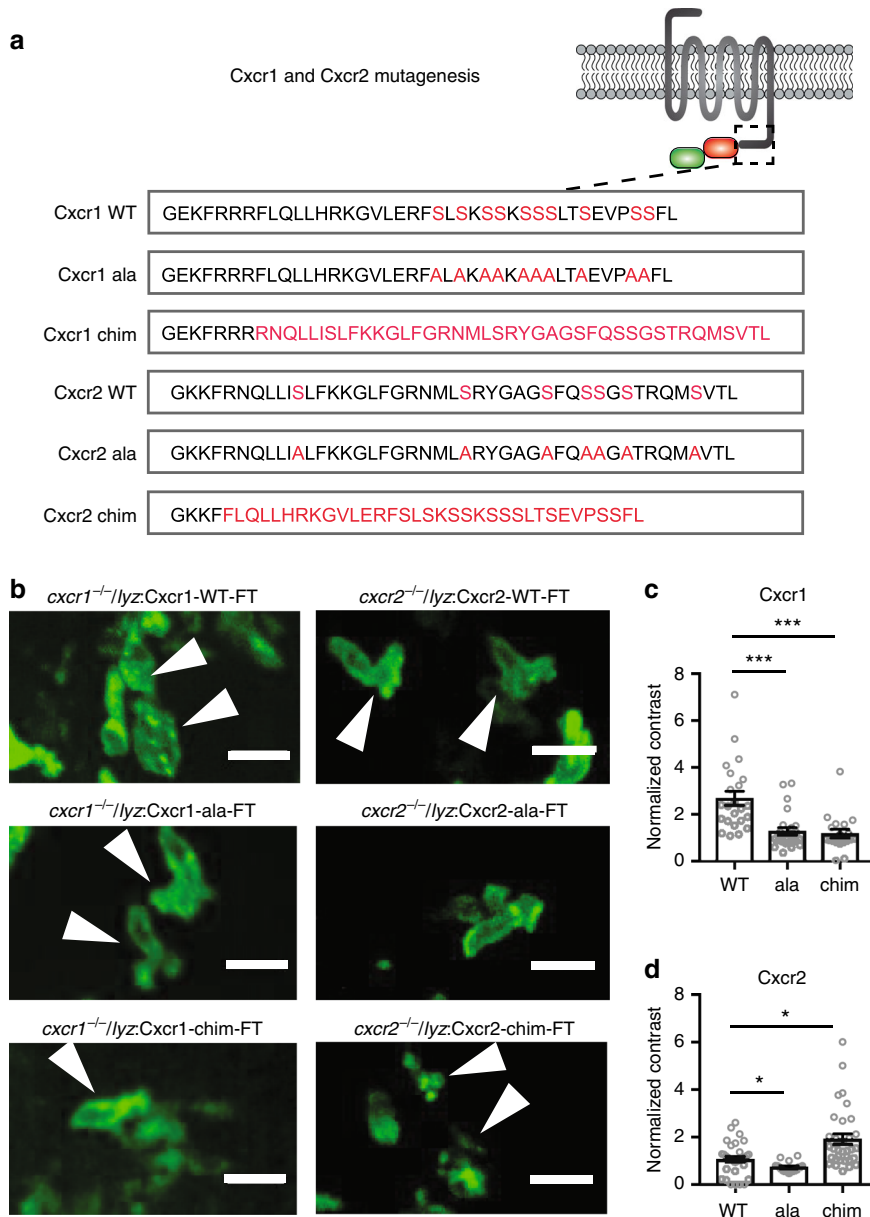 a
Cxcr1 and Cxcr2 mutagenesis
Cxcr1 WT GEKFRRRFLQLLHRKGVLERFSLSKSSKSSSLTSEVPSSFL
Cxcr1 ala GEKFRRRFLQLLHRKGVLERFALAKAAKAAALTAEVPAAFL
Cxcr1 chim GEKFRRRRNQLLISLFKKGLFGRNMLSRYGAGSFQSSGSTRQMSVTL
Cxcr2 WT GKKFRNQLLISLFKKGLFGRNMLSRYGAGSFQSSGSTRQMSVTL
Cxcr2 ala GKKFRNQLLIALFKKGLFGRNMLARYGAGAFQAAGATRQMAVTL
Cxcr2 chim GKKFFLQLLHRKGVLERFSLSKSSKSSSLTSEVPSSFL
b
cxcr1–/–/lyz:Cxcr1-WT-FT
cxcr2–/–/lyz:Cxcr2-WT-FT
cxcr1–/–/lyz:Cxcr1-ala-FT
cxcr2–/–/lyz:Cxcr2-ala-FT
cxcr1–/–/lyz:Cxcr1-chim-FT
cxcr2–/–/lyz:Cxcr2-chim-FT
c
Cxcr1
***
***
Normalized contrast
8
6
4
2
0
WT ala chim
d
Cxcr2
*
*
Normalized contrast
8
6
4
2
0
WT ala chim